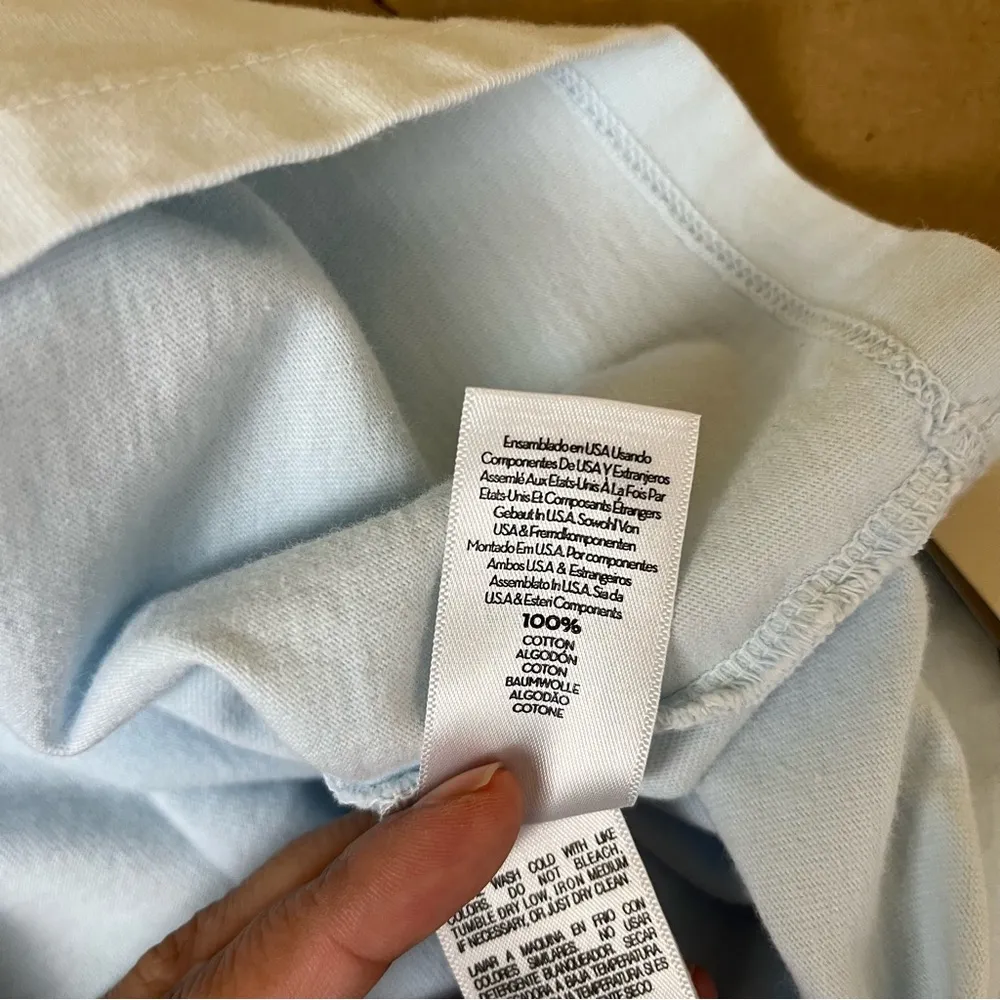 Ensamblado en USA Usando
Componentes De USA Y Extranjeros
Assemlé Aux Etats-Unis À La Fois Par
Etats-Unis Et Composants Étrangers
Gebaut In U.S.A. Sowohl Von
USA & Fremdkomponenten
Montado Em U.S.A. Por componentes
Ambos U.S.A & Estrangeiros
Assemblato In U.S.A. Sia da
U.S.A & Esteri Components
100%
COTTON
ALGODÓN
COTON
BAUMWOLLE
ALGODÃO
COTONE
WASH COLD WITH LIKE
COLORS, DO NOT BLEACH,
TUMBLE DRY LOW, IRON MEDIUM
IF NECESSARY, OR JUST DRY CLEAN
LAVAR A MAQUINA EN FRIO CON
COLORES SIMILARES. NO USAR
DETERGENTE BLANQUEADOR SECAR
A BAJA TEMPERATURA
TEMPERATURA SI ES
SECO